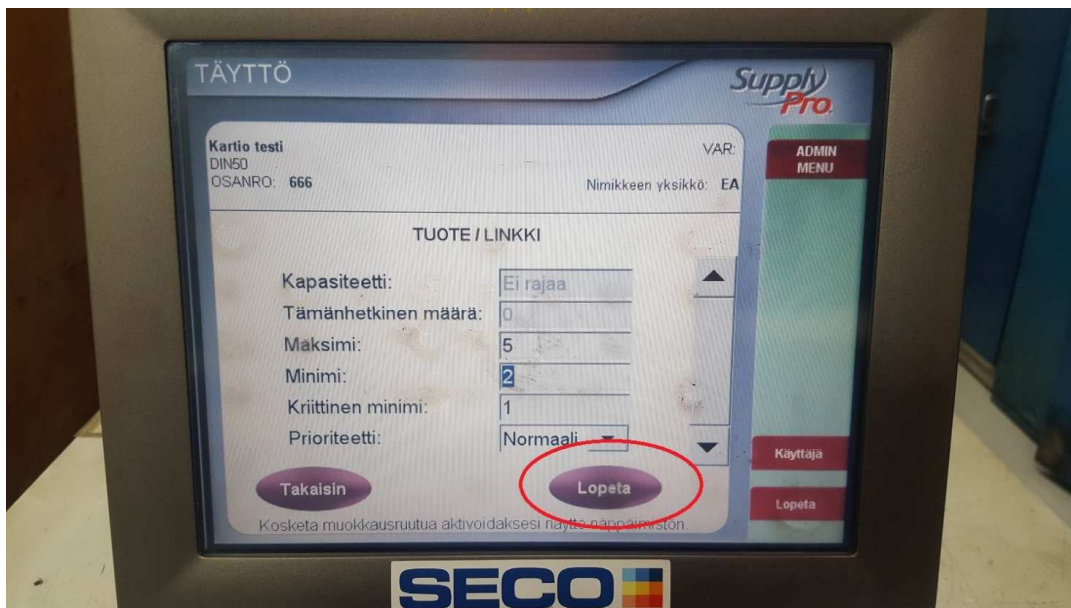 TÄYTTÖ
Supply
Pro
Kartio testi
VAR:
DIN50
OSANRO: 666
Nimikkeen yksikkö: EA
ADMIN
MENU
TUOTE / LINKKI
Kapasiteetti: Ei rajaa
Tämänhetkinen määrä: 0
Maksimi: 5
Minimi: 2
Kriittinen minimi: 1
Prioriteetti: Normaali
Käyttäjä
Takaisin
Lopeta
Lopeta
Kosketa muokkausruutua aktivoidaksesi näyttö näppäimistön.
SECO